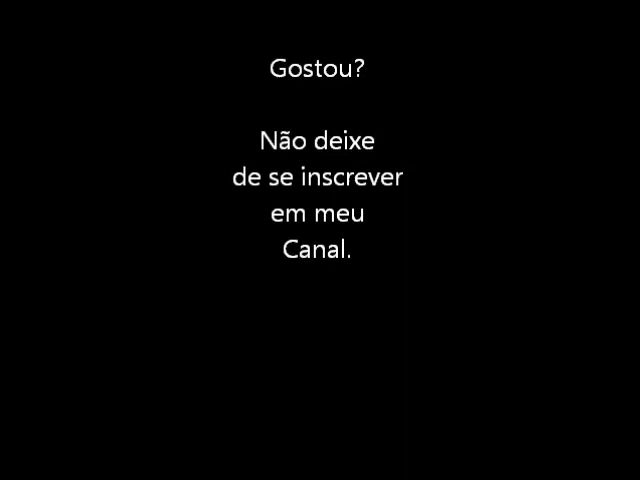 Gostou?
Não deixe
de se inscrever
em meu
Canal.